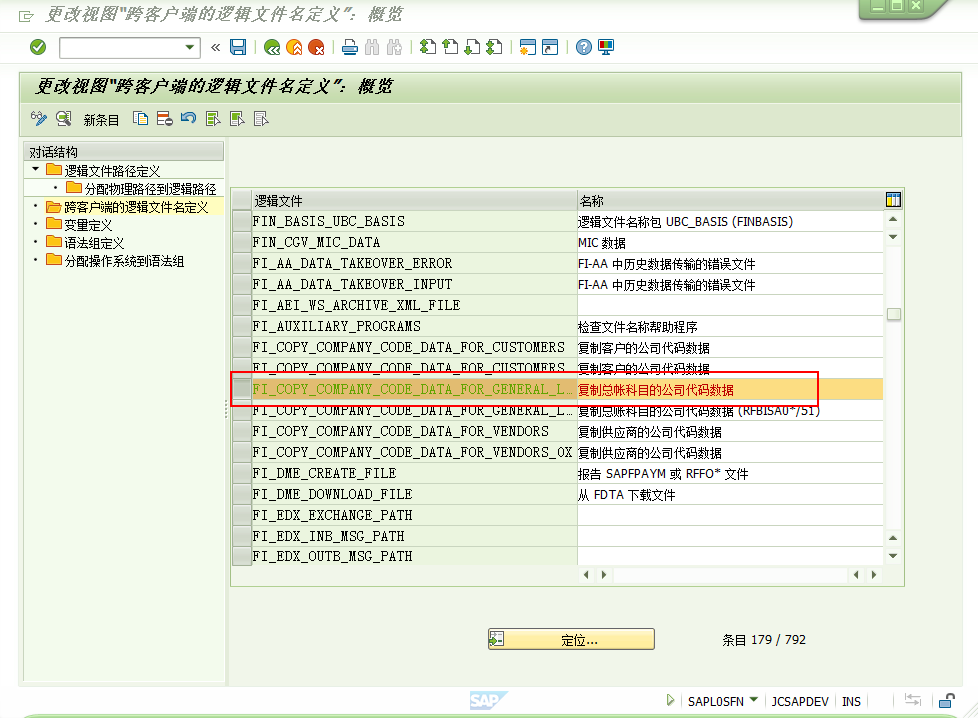 更改视图"跨客户端的逻辑文件名定义": 概览
更改视图"跨客户端的逻辑文件名定义": 概览
新条目
对话结构
逻辑文件路径定义
分配物理路径到逻辑路径
跨客户端的逻辑文件名定义
变量定义
语法组定义
分配操作系统到语法组
逻辑文件 名称
FIN_BASIS_UBC_BASIS 逻辑文件名称包 UBC_BASIS (FINBASIS)
FIN_CGV_MIC_DATA MIC 数据
FI_AA_DATA_TAKEOVER_ERROR FI-AA 中历史数据传输的错误文件
FI_AA_DATA_TAKEOVER_INPUT FI-AA 中历史数据传输的错误文件
FI_AEI_WS_ARCHIVE_XML_FILE
FI_AUXILIARY_PROGRAMS 检查文件名称帮助程序
FI_COPY_COMPANY_CODE_DATA_FOR_CUSTOMERS 复制客户的公司代码数据
FI_COPY_COMPANY_CODE_DATA_FOR_CUSTOMERS 复制客户的公司代码数据
FI_COPY_COMPANY_CODE_DATA_FOR_GENERAL_L… 复制总帐科目的公司代码数据
FI_COPY_COMPANY_CODE_DATA_FOR_GENERAL_L… 复制总帐科目的公司代码数据 (RFBISA0*/51)
FI_COPY_COMPANY_CODE_DATA_FOR_VENDORS 复制供应商的公司代码数据
FI_COPY_COMPANY_CODE_DATA_FOR_VENDORS_OX 复制供应商的公司代码数据
FI_DME_CREATE_FILE 报告 SAPFPAYM 或 RFFO* 文件
FI_DME_DOWNLOAD_FILE 从 FDTA 下载文件
FI_EDX_EXCHANGE_PATH
FI_EDX_INB_MSG_PATH
FI_EDX_OUTB_MSG_PATH
定位... 条目 179 / 792
SAP SAPL0SFN JCSAPDEV INS